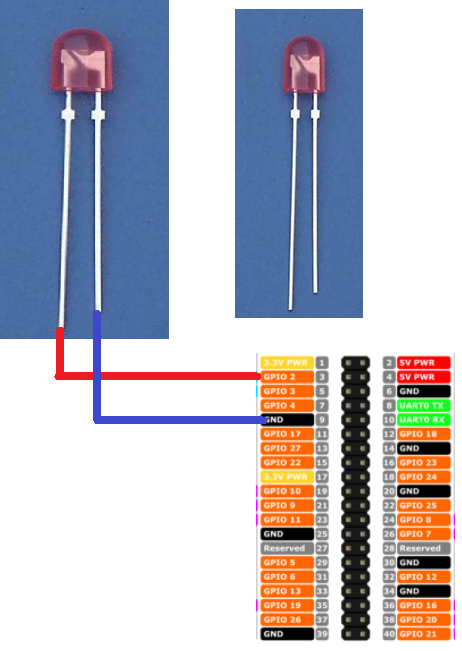 3.3V PWR 1 2 5V PWR
GPIO 2 3 4 5V PWR
GPIO 3 5 6 GND
GPIO 4 7 8 UART0 TX
GND 9 10 UART0 RX
GPIO 17 11 12 GPIO 18
GPIO 27 13 14 GND
GPIO 22 15 16 GPIO 23
3.3V PWR 17 18 GPIO 24
GPIO 10 19 20 GND
GPIO 9 21 22 GPIO 25
GPIO 11 23 24 GPIO 8
GND 25 26 GPIO 7
Reserved 27 28 Reserved
GPIO 5 29 30 GND
GPIO 6 31 32 GPIO 12
GPIO 13 33 34 GND
GPIO 19 35 36 GPIO 16
GPIO 26 37 38 GPIO 20
GND 39 40 GPIO 21